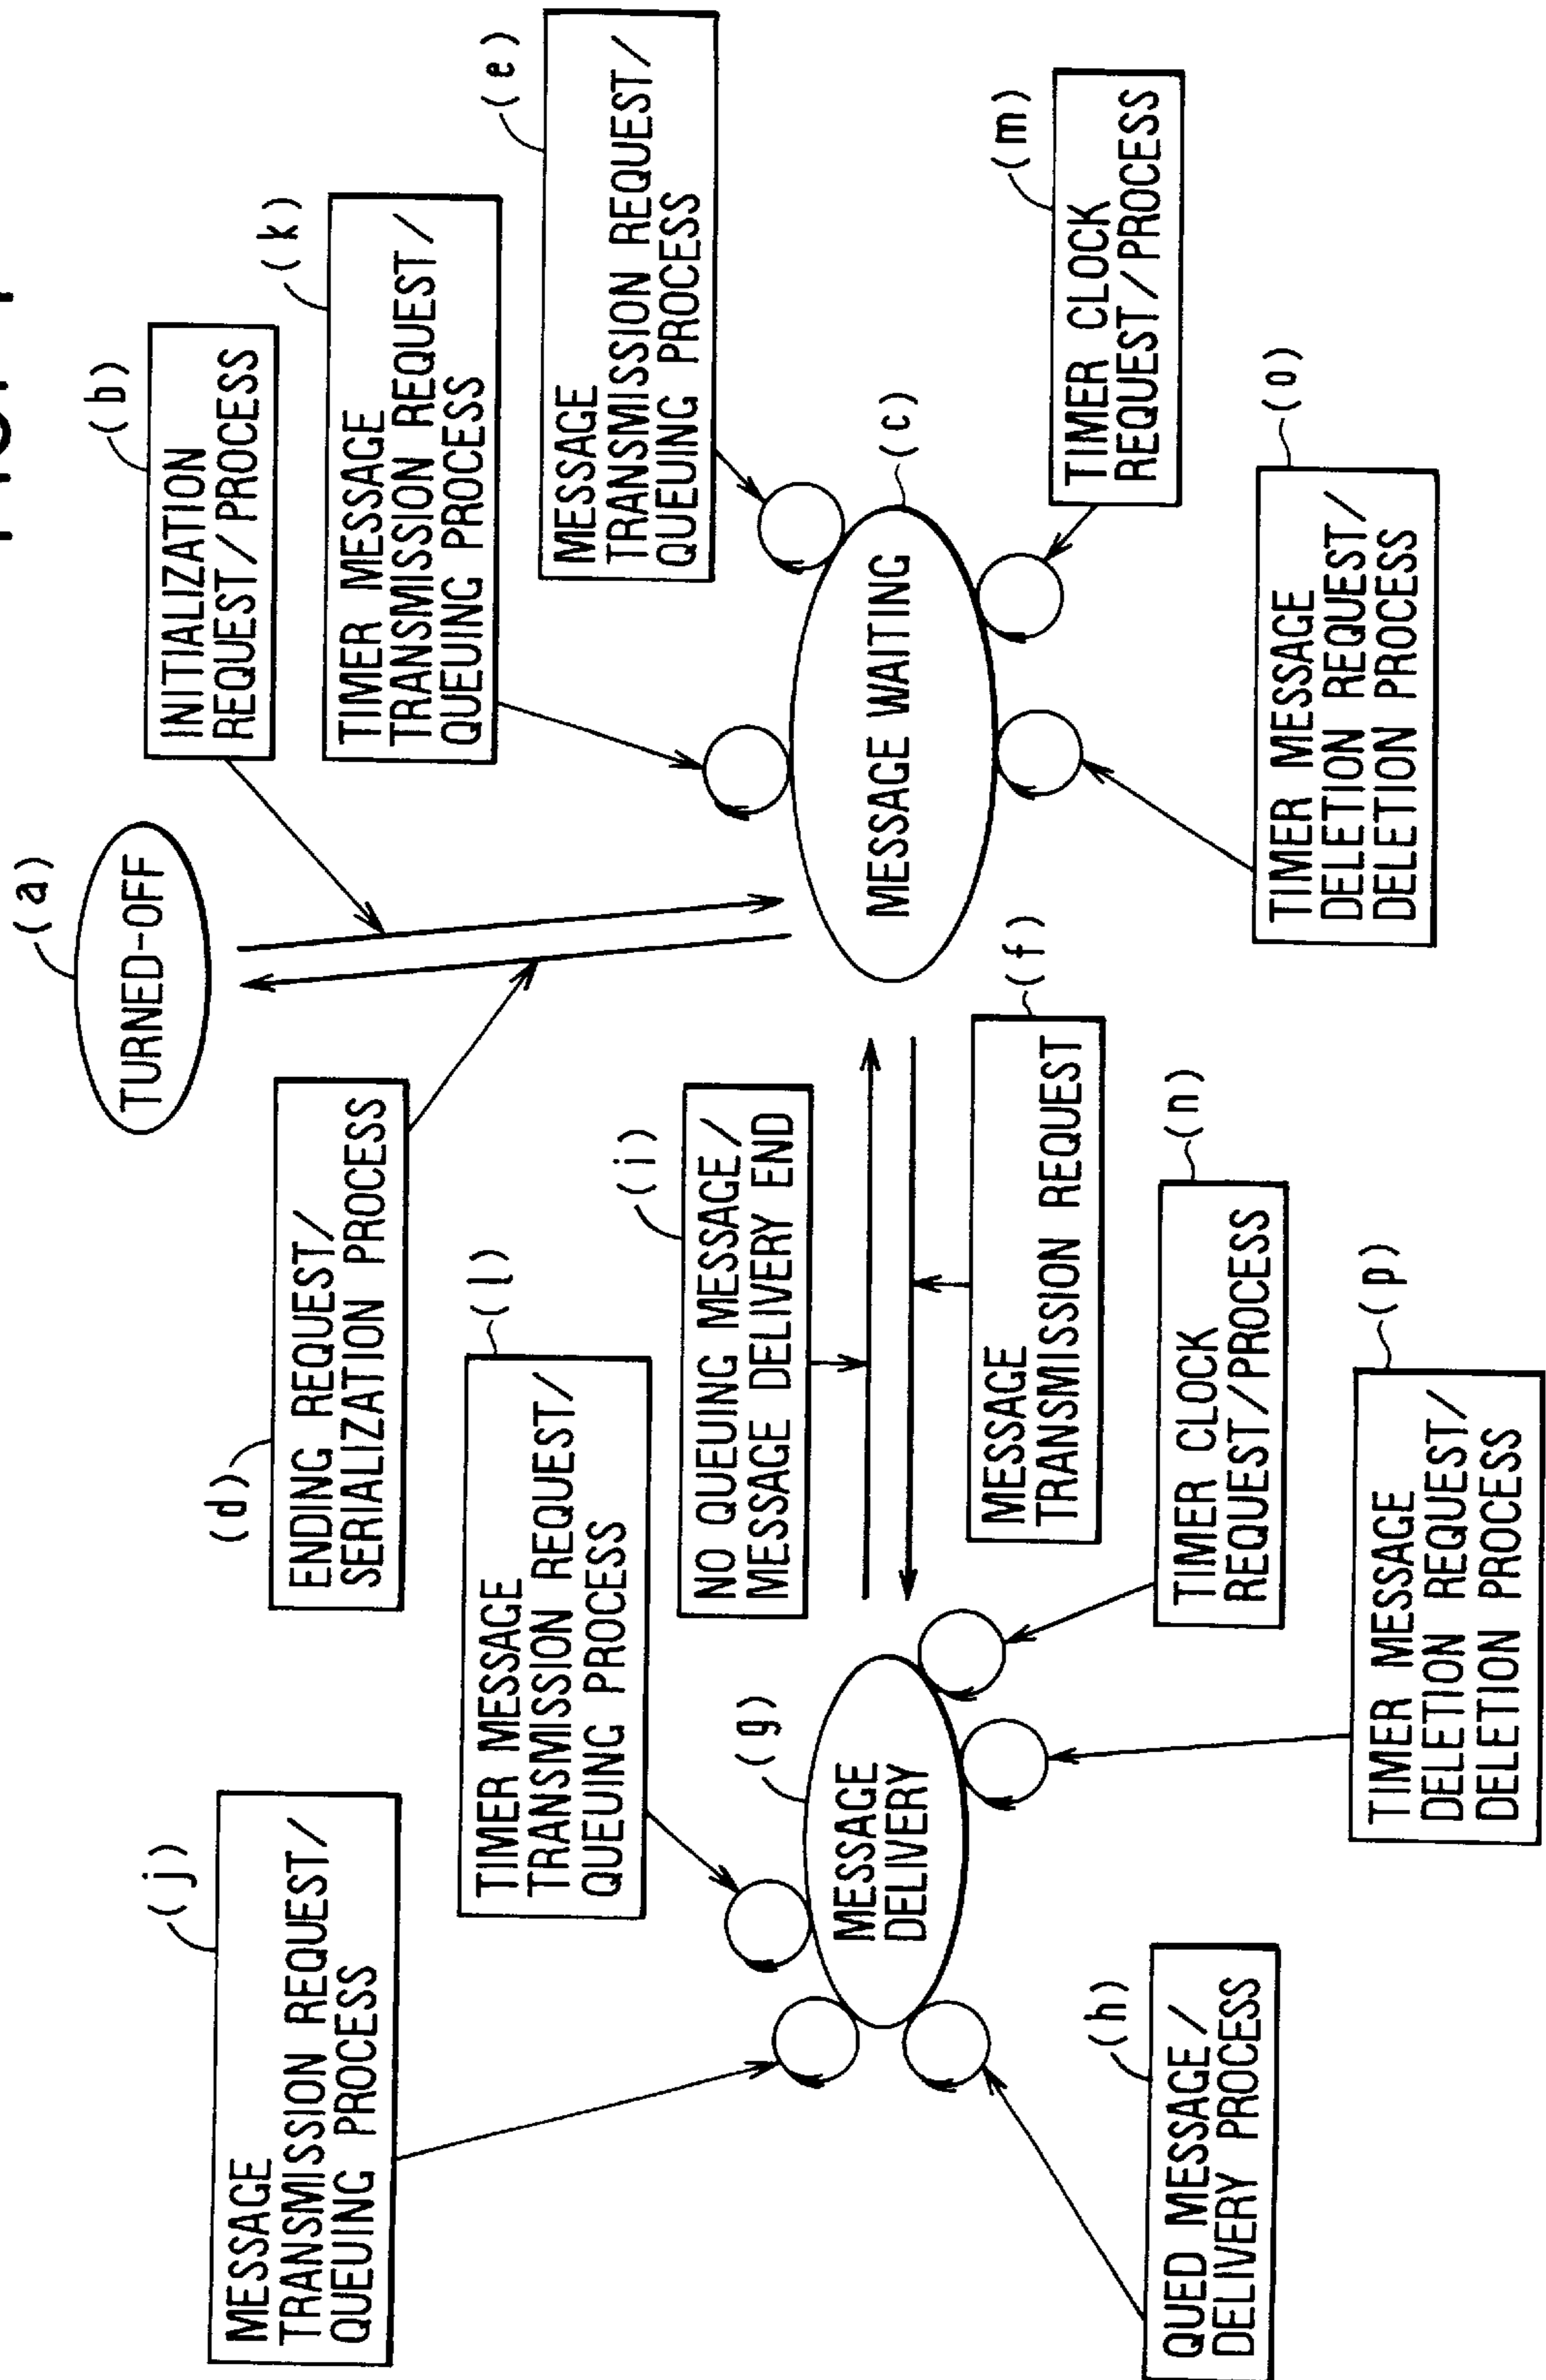 (a)
TURNED-OFF
(b)
INITIALIZATION
REQUEST/PROCESS
(j)
MESSAGE
TRANSMISSION REQUEST/
QUEUING PROCESS
(d)
ENDING REQUEST/
SERIALIZATION PROCESS
(k)
TIMER MESSAGE
TRANSMISSION REQUEST/
QUEUING PROCESS
(l)
TIMER MESSAGE
TRANSMISSION REQUEST/
QUEUING PROCESS
(e)
MESSAGE
TRANSMISSION REQUEST/
QUEUING PROCESS
(i)
NO QUEUING MESSAGE/
MESSAGE DELIVERY END
(g)
MESSAGE
DELIVERY
(c)
MESSAGE WAITING
(f)
MESSAGE
TRANSMISSION REQUEST
(m)
TIMER CLOCK
REQUEST/PROCESS
(h)
QUED MESSAGE/
DELIVERY PROCESS
(n)
TIMER CLOCK
REQUEST/PROCESS
(o)
TIMER MESSAGE
DELETION REQUEST/
DELETION PROCESS
(p)
TIMER MESSAGE
DELETION REQUEST/
DELETION PROCESS